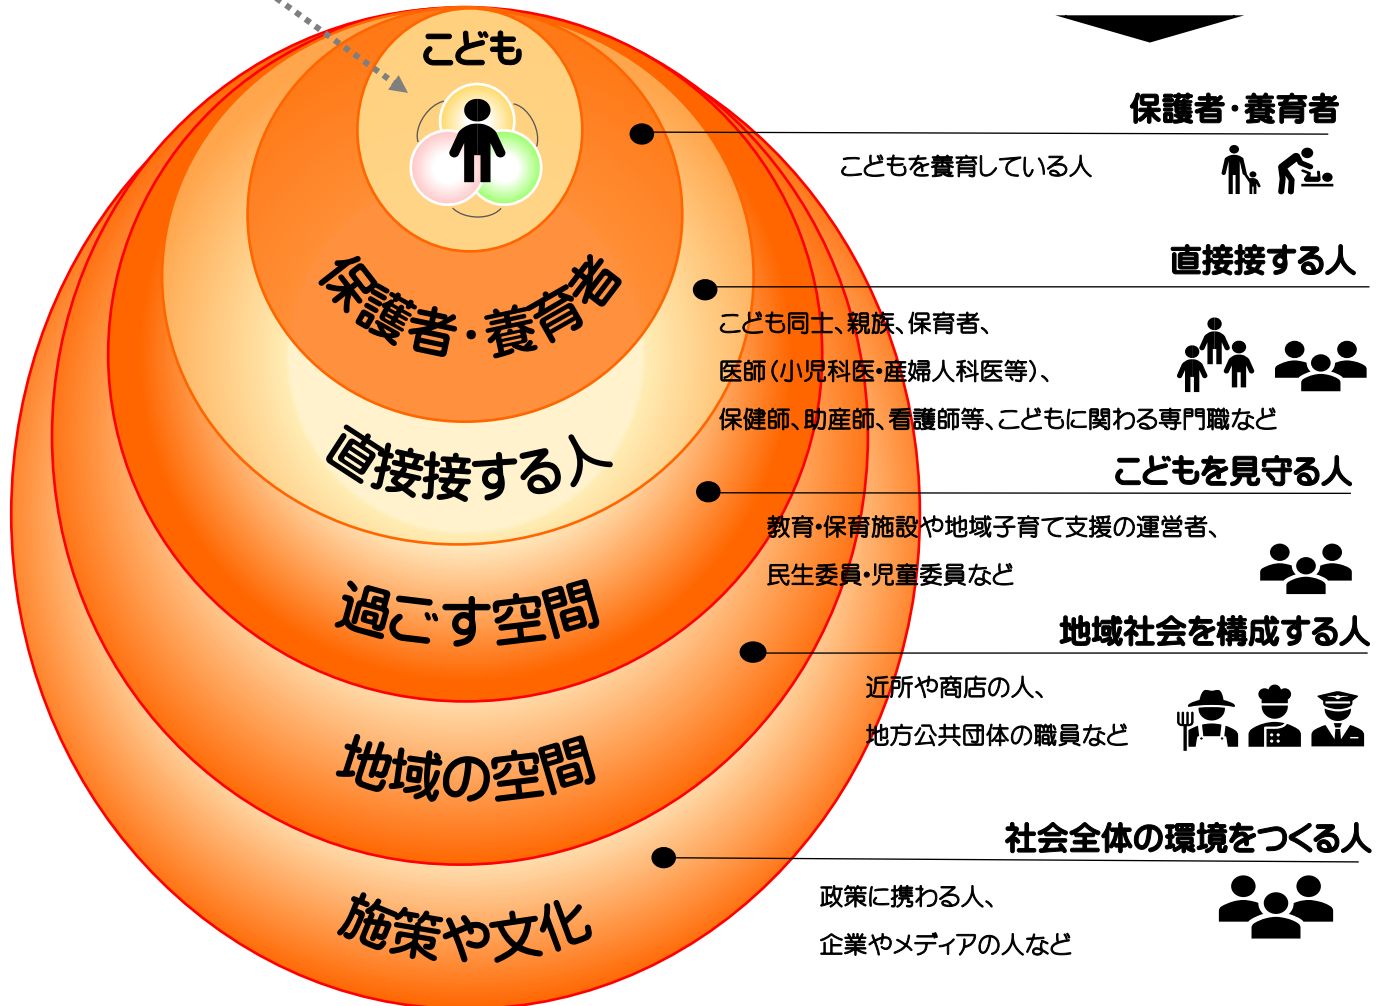 こども
保護者・養育者
直接接する人
過ごす空間
地域の空間
施策や文化
保護者・養育者
こどもを養育している人
直接接する人
こども同士、親族、保育者、
医師（小児科医・産婦人科医等）、
保健師、助産師、看護師等、こどもに関わる専門職など
こどもを見守る人
教育・保育施設や地域子育て支援の運営者、
民生委員・児童委員など
地域社会を構成する人
近所や商店の人、
地方公共団体の職員など
社会全体の環境をつくる人
政策に携わる人、
企業やメディアの人など